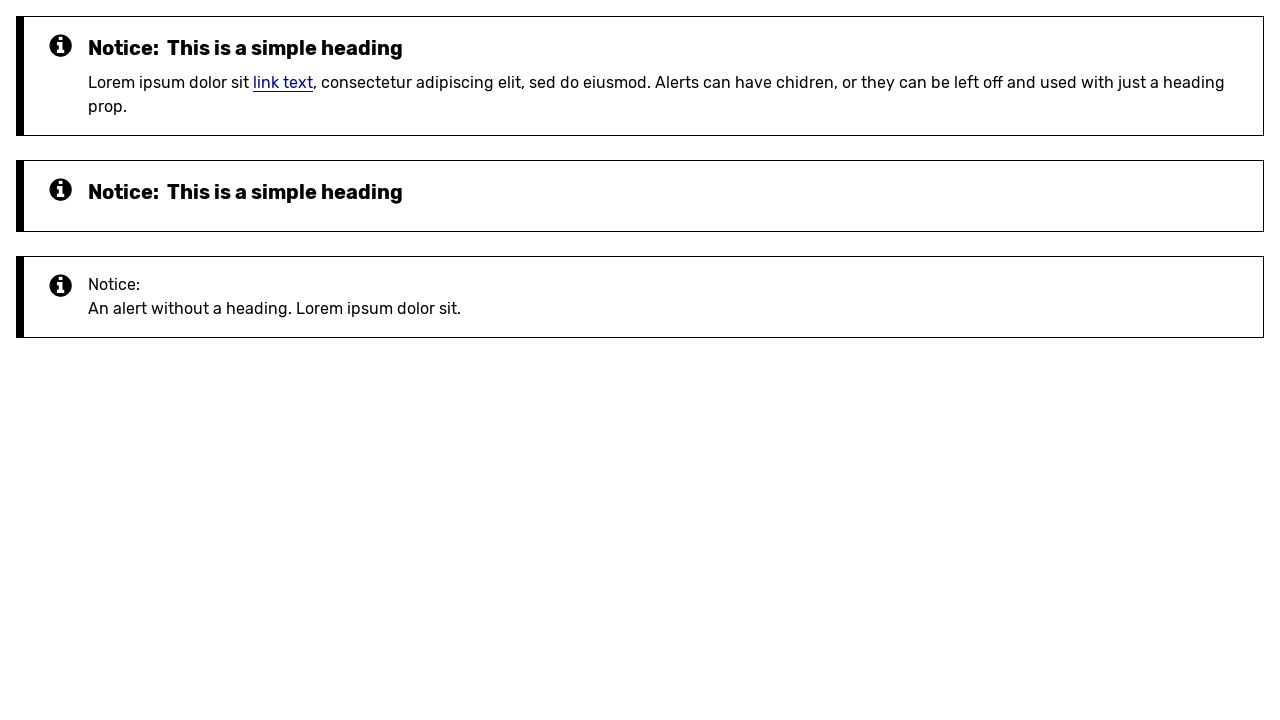 Notice: This is a simple heading
Lorem ipsum dolor sit link text, consectetur adipiscing elit, sed do eiusmod. Alerts can have chidren, or they can be left off and used with just a heading
prop.
Notice: This is a simple heading
Notice:
An alert without a heading. Lorem ipsum dolor sit.